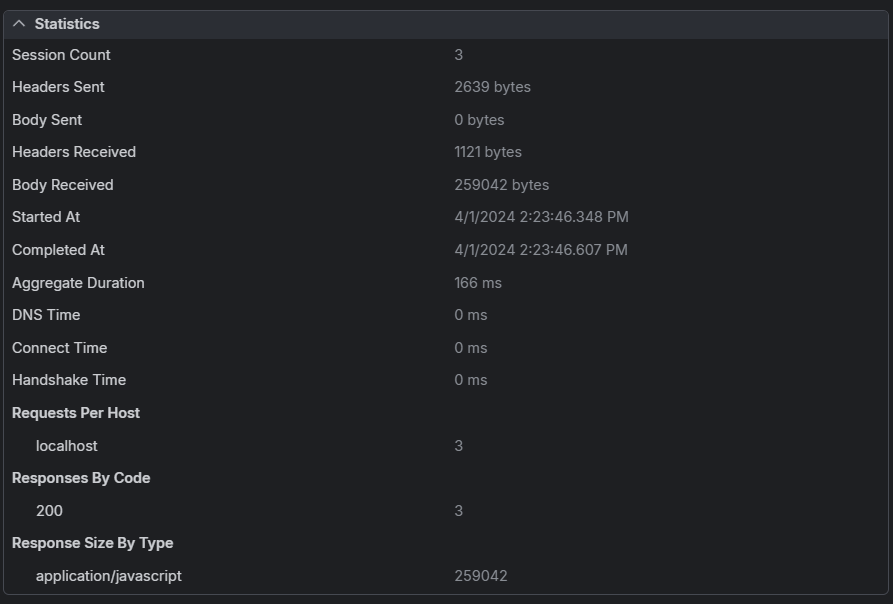 Statistics
Session Count 3
Headers Sent 2639 bytes
Body Sent 0 bytes
Headers Received 1121 bytes
Body Received 259042 bytes
Started At 4/1/2024 2:23:46.348 PM
Completed At 4/1/2024 2:23:46.607 PM
Aggregate Duration 166 ms
DNS Time 0 ms
Connect Time 0 ms
Handshake Time 0 ms
Requests Per Host
localhost 3
Responses By Code
200 3
Response Size By Type
application/javascript 259042